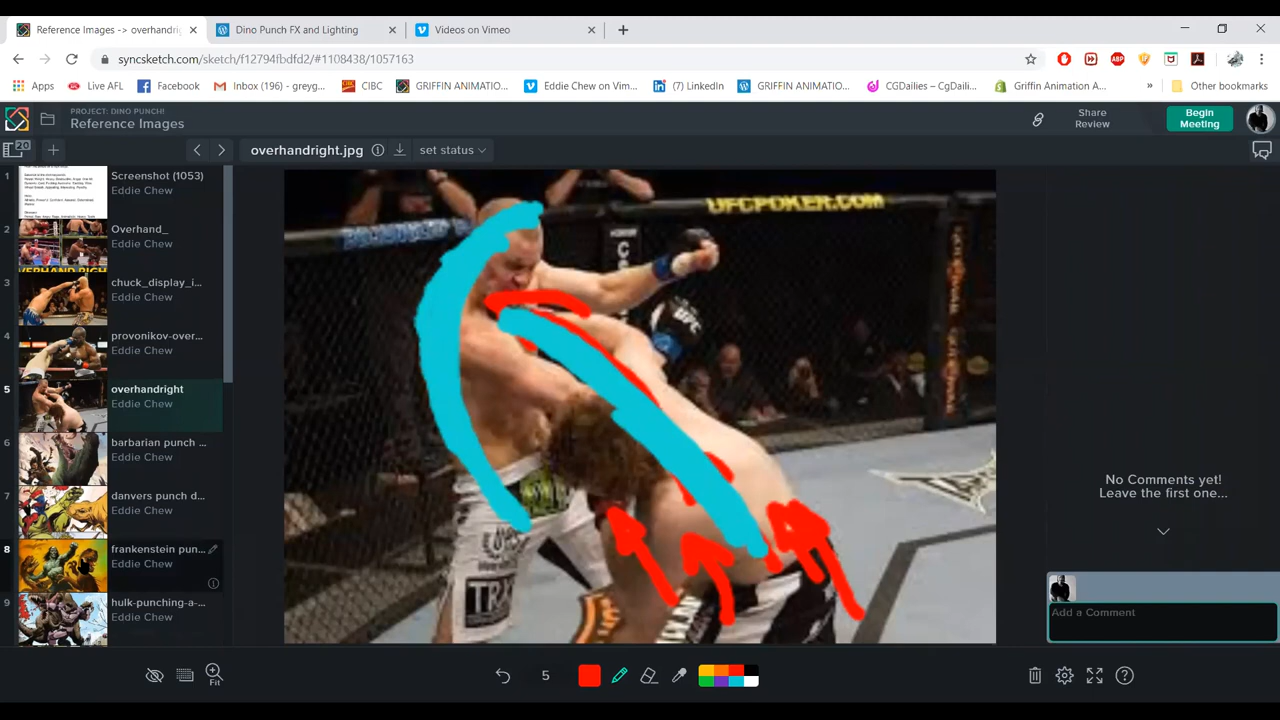 Reference Images -> overhandri
Dino Punch FX and Lighting
Videos on Vimeo
syncsketch.com/sketch/f12794fbdfd2/#1108438/1057163
Apps
Live AFL
Facebook
Inbox (196) - greyg...
CIBC
GRIFFIN ANIMATIO...
Eddie Chew on Vim...
(7) LinkedIn
GRIFFIN ANIMATIO...
CGDailies – CgDaili...
Griffin Animation A...
»
Other bookmarks
PROJECT: DINO PUNCH!
Reference Images
Share
Review
Begin
Meeting
20
overhandright.jpg
set status
1
Screenshot (1053)
Eddie Chew
2
Overhand_
Eddie Chew
OVERHAND RIGHT
3
chuck_display_i...
Eddie Chew
4
provonikov-over...
Eddie Chew
5
overhandright
Eddie Chew
6
barbarian punch ...
Eddie Chew
7
danvers punch d...
Eddie Chew
8
frankenstein pun...
Eddie Chew
9
hulk-punching-a-...
Eddie Chew
UFCPOKER.COM
UFC
No Comments yet!
Leave the first one...
Add a Comment
Fit
5